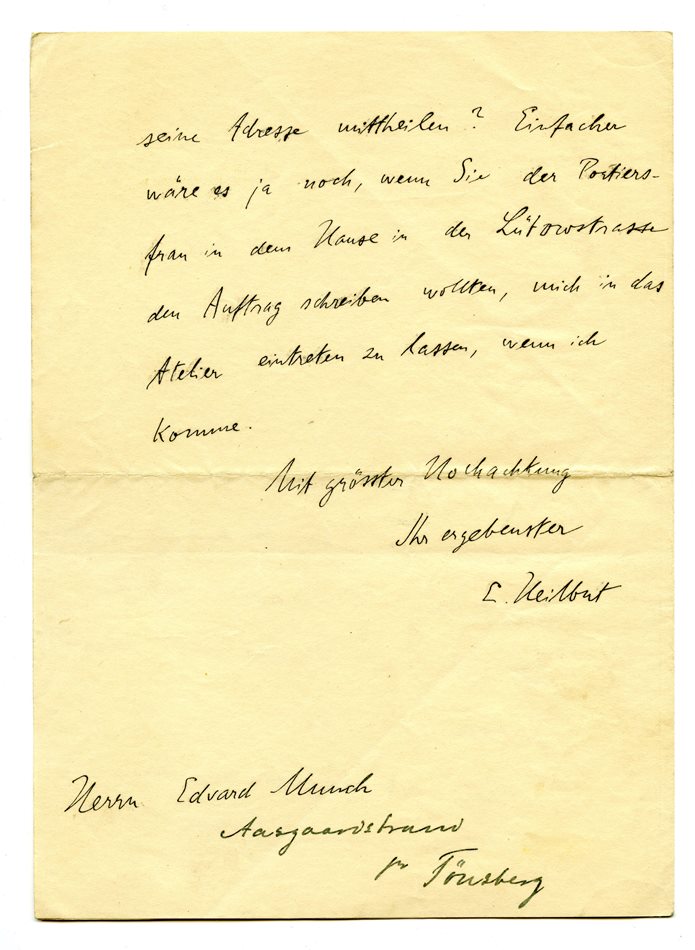 seine Adresse mittheilen? Einfacher
wäre es ja noch, wenn Sie der Portiers-
frau in dem Hause in der Lützowstrasse
den Auftrag schreiben wollten, mich in das
Atelier eintreten zu lassen, wenn ich
komme.
Mit grösster Hochachtung
Ihr ergebenster
E. Heilbut
Herrn Edvard Munch
Aasgaardstrand
pr Tönsberg